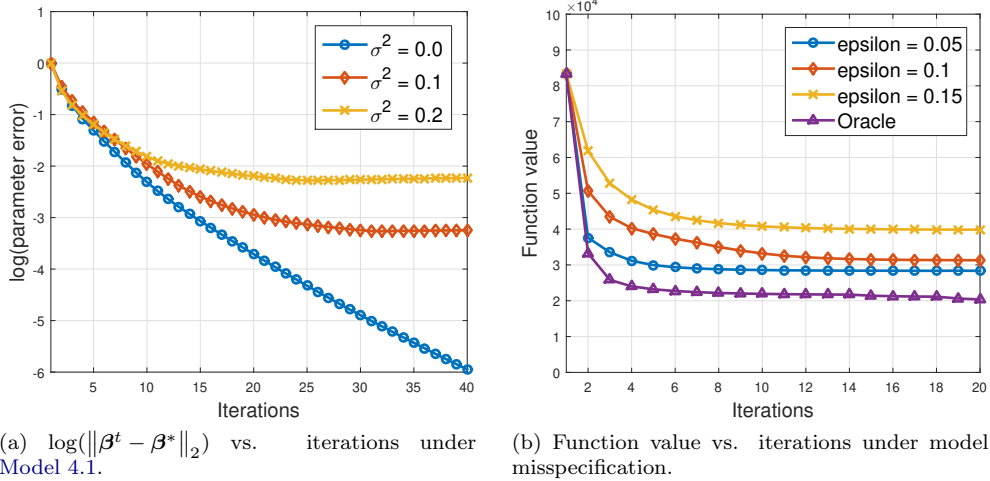 σ² = 0.0
σ² = 0.1
σ² = 0.2
log(parameter error)
0
-1
-2
-3
-4
-5
-6
5 10 15 20 25 30 35 40
Iterations
(a) log(‖β^t − β^*‖_2) vs. iterations under
Model 4.1.
×10^4
epsilon = 0.05
epsilon = 0.1
epsilon = 0.15
Oracle
Function value
10
9
8
7
6
5
4
3
2
1
0
2 4 6 8 10 12 14 16 18 20
Iterations
(b) Function value vs. iterations under model
misspecification.